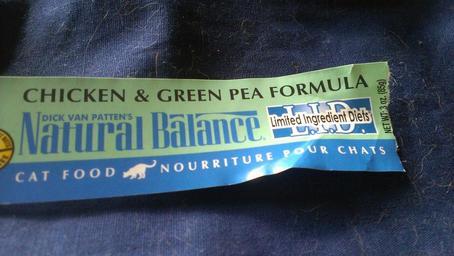 CHICKEN & GREEN PEA FORMULA
DICK VAN PATTEN'S
Natural Balance
L.I.D.
Limited Ingredient Diets
NET WT. 3 oz. (85g)
CAT FOOD NOURRITURE POUR CHATS